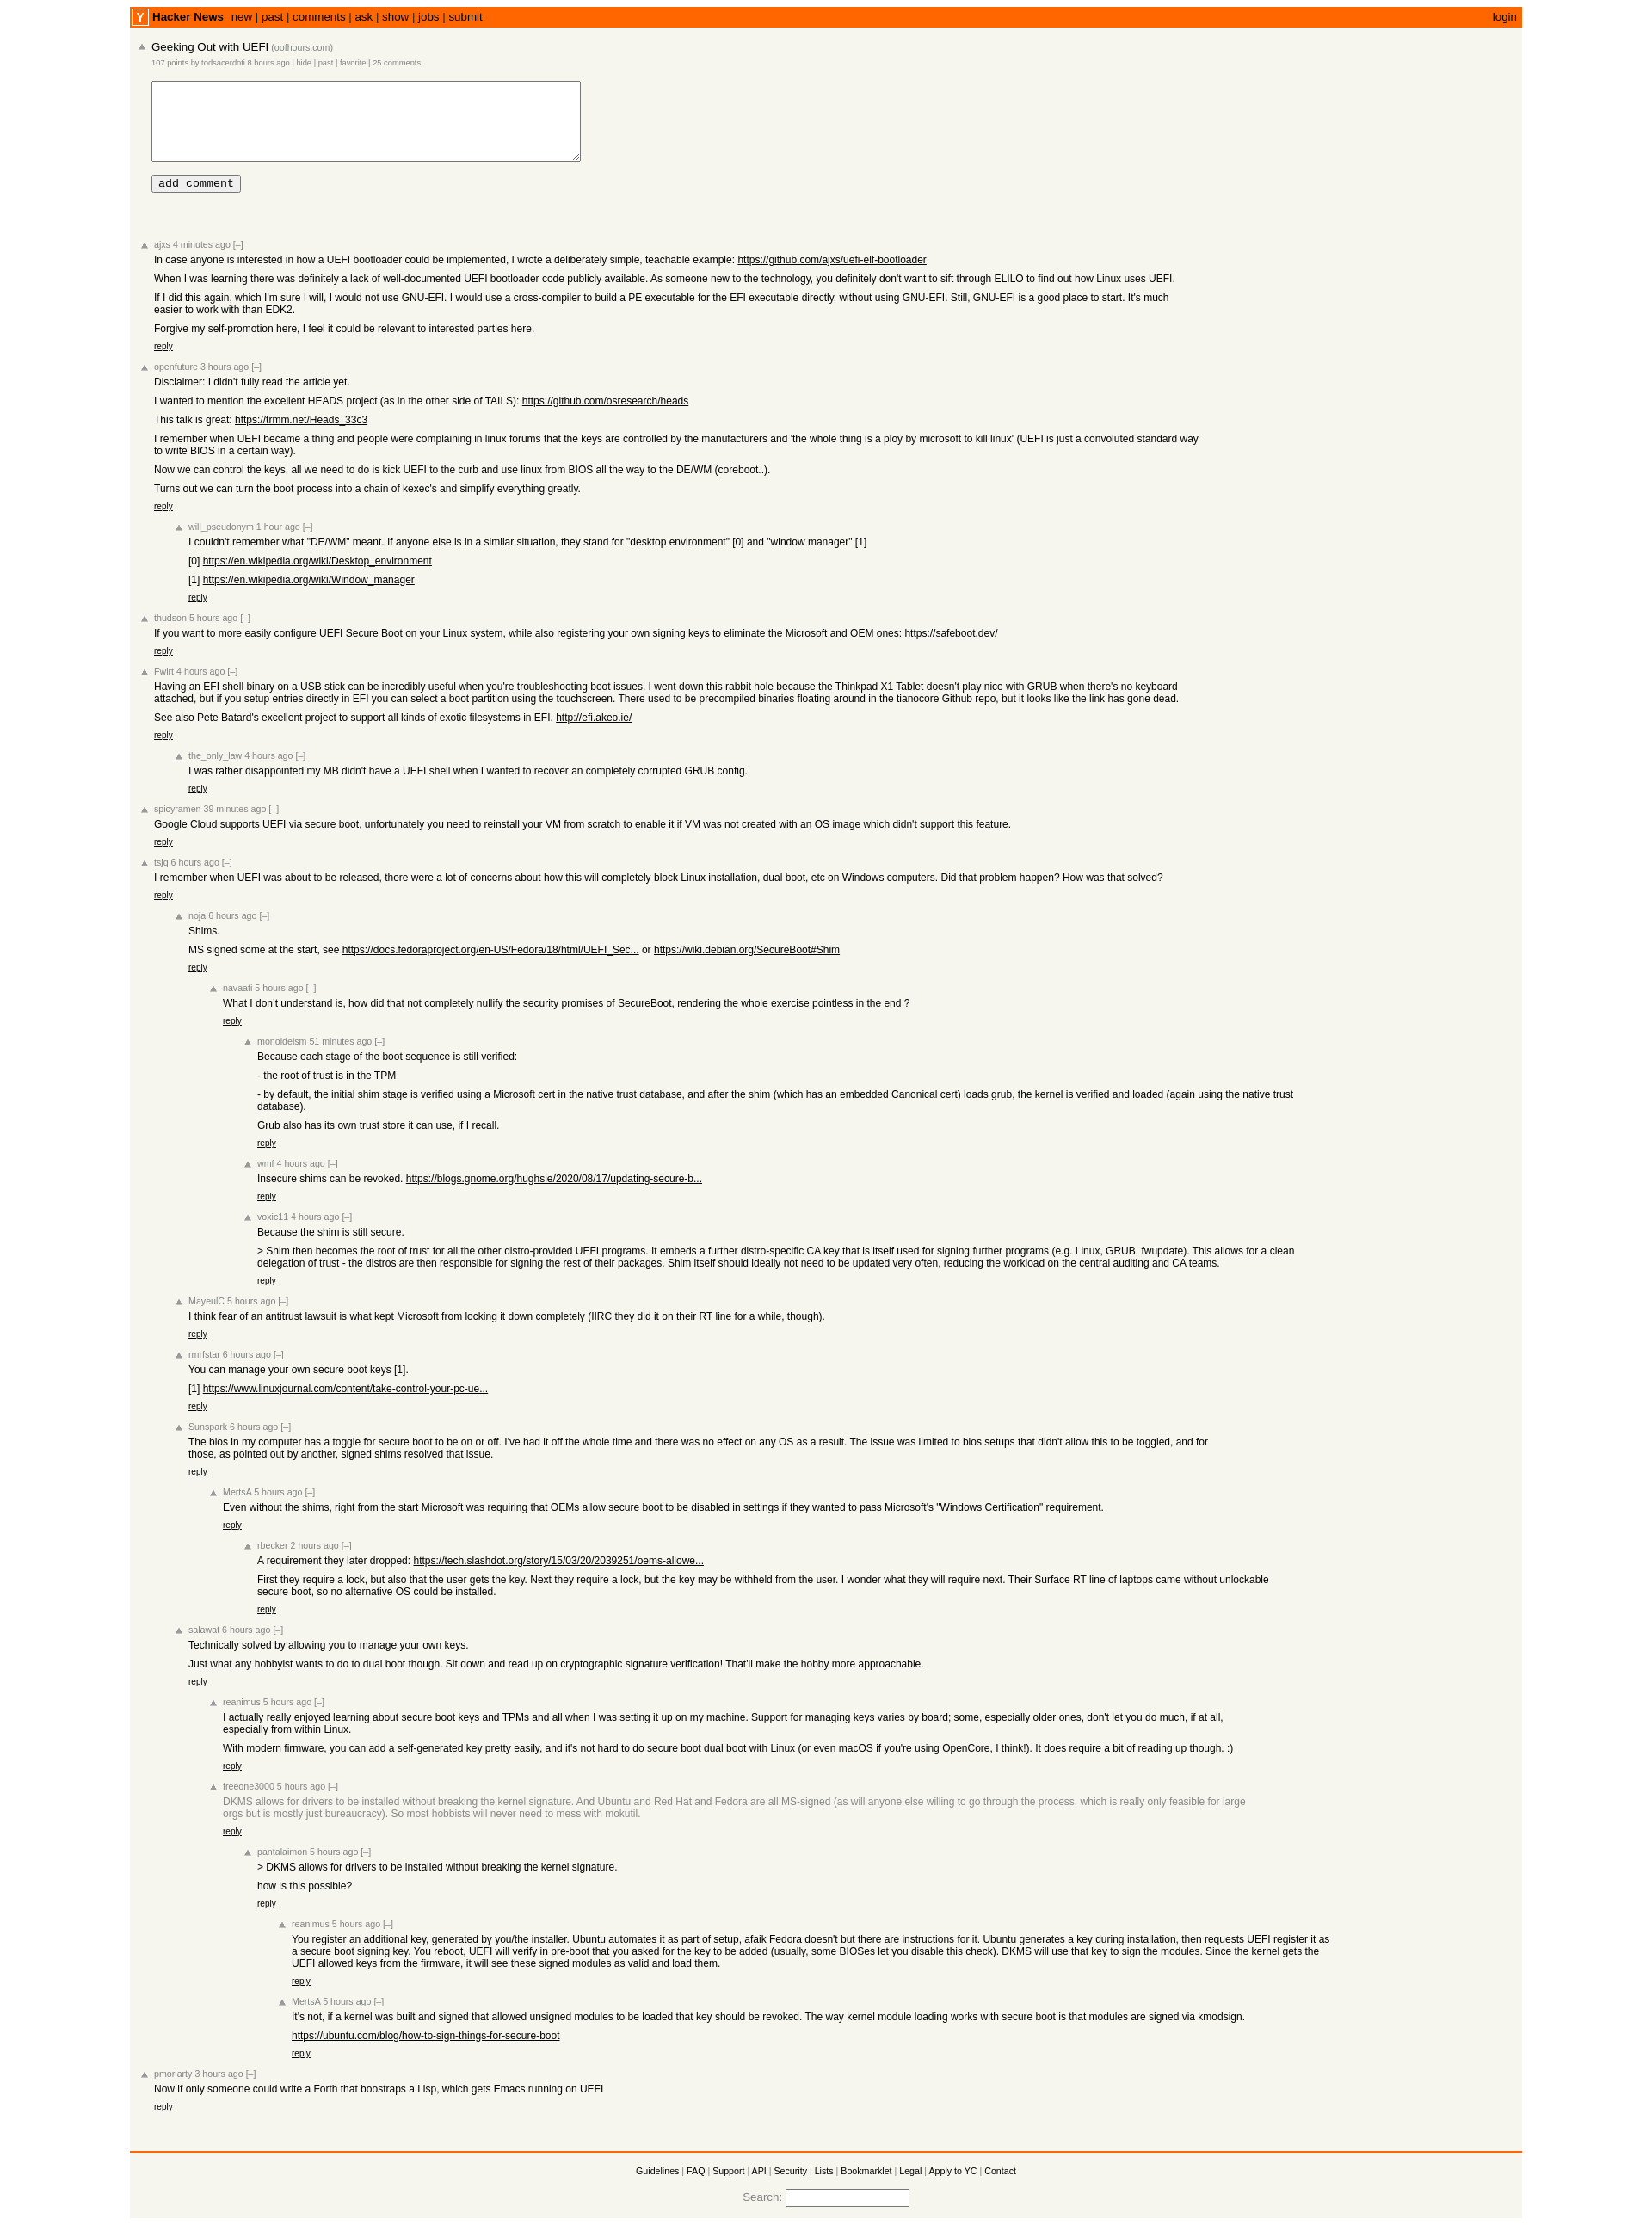 Y Hacker News new | past | comments | ask | show | jobs | submit login
Geeking Out with UEFI (oofhours.com)
107 points by todsacerdoti 8 hours ago | hide | past | favorite | 25 comments
add comment
ajxs 4 minutes ago [–]
In case anyone is interested in how a UEFI bootloader could be implemented, I wrote a deliberately simple, teachable example: https://github.com/ajxs/uefi-elf-bootloader
When I was learning there was definitely a lack of well-documented UEFI bootloader code publicly available. As someone new to the technology, you definitely don't want to sift through ELILO to find out how Linux uses UEFI.
If I did this again, which I'm sure I will, I would not use GNU-EFI. I would use a cross-compiler to build a PE executable for the EFI executable directly, without using GNU-EFI. Still, GNU-EFI is a good place to start. It's much
easier to work with than EDK2.
Forgive my self-promotion here, I feel it could be relevant to interested parties here.
reply
openfuture 3 hours ago [–]
Disclaimer: I didn't fully read the article yet.
I wanted to mention the excellent HEADS project (as in the other side of TAILS): https://github.com/osresearch/heads
This talk is great: https://trmm.net/Heads_33c3
I remember when UEFI became a thing and people were complaining in linux forums that the keys are controlled by the manufacturers and 'the whole thing is a ploy by microsoft to kill linux' (UEFI is just a convoluted standard way
to write BIOS in a certain way).
Now we can control the keys, all we need to do is kick UEFI to the curb and use linux from BIOS all the way to the DE/WM (coreboot..).
Turns out we can turn the boot process into a chain of kexec's and simplify everything greatly.
reply
will_pseudonym 1 hour ago [–]
I couldn't remember what "DE/WM" meant. If anyone else is in a similar situation, they stand for "desktop environment" [0] and "window manager" [1]
[0] https://en.wikipedia.org/wiki/Desktop_environment
[1] https://en.wikipedia.org/wiki/Window_manager
reply
thudson 5 hours ago [–]
If you want to more easily configure UEFI Secure Boot on your Linux system, while also registering your own signing keys to eliminate the Microsoft and OEM ones: https://safeboot.dev/
reply
Fwirt 4 hours ago [–]
Having an EFI shell binary on a USB stick can be incredibly useful when you're troubleshooting boot issues. I went down this rabbit hole because the Thinkpad X1 Tablet doesn't play nice with GRUB when there's no keyboard
attached, but if you setup entries directly in EFI you can select a boot partition using the touchscreen. There used to be precompiled binaries floating around in the tianocore Github repo, but it looks like the link has gone dead.
See also Pete Batard's excellent project to support all kinds of exotic filesystems in EFI. http://efi.akeo.ie/
reply
the_only_law 4 hours ago [–]
I was rather disappointed my MB didn't have a UEFI shell when I wanted to recover an completely corrupted GRUB config.
reply
spicyramen 39 minutes ago [–]
Google Cloud supports UEFI via secure boot, unfortunately you need to reinstall your VM from scratch to enable it if VM was not created with an OS image which didn't support this feature.
reply
tsjq 6 hours ago [–]
I remember when UEFI was about to be released, there were a lot of concerns about how this will completely block Linux installation, dual boot, etc on Windows computers. Did that problem happen? How was that solved?
reply
noja 6 hours ago [–]
Shims.
MS signed some at the start, see https://docs.fedoraproject.org/en-US/Fedora/18/html/UEFI_Sec... or https://wiki.debian.org/SecureBoot#Shim
reply
navaati 5 hours ago [–]
What I don't understand is, how did that not completely nullify the security promises of SecureBoot, rendering the whole exercise pointless in the end ?
reply
monoideism 51 minutes ago [–]
Because each stage of the boot sequence is still verified:
- the root of trust is in the TPM
- by default, the initial shim stage is verified using a Microsoft cert in the native trust database, and after the shim (which has an embedded Canonical cert) loads grub, the kernel is verified and loaded (again using the native trust
database).
Grub also has its own trust store it can use, if I recall.
reply
wmf 4 hours ago [–]
Insecure shims can be revoked. https://blogs.gnome.org/hughsie/2020/08/17/updating-secure-b...
reply
voxic11 4 hours ago [–]
Because the shim is still secure.
> Shim then becomes the root of trust for all the other distro-provided UEFI programs. It embeds a further distro-specific CA key that is itself used for signing further programs (e.g. Linux, GRUB, fwupdate). This allows for a clean
delegation of trust - the distros are then responsible for signing the rest of their packages. Shim itself should ideally not need to be updated very often, reducing the workload on the central auditing and CA teams.
reply
MayeulC 5 hours ago [–]
I think fear of an antitrust lawsuit is what kept Microsoft from locking it down completely (IIRC they did it on their RT line for a while, though).
reply
rmrfstar 6 hours ago [–]
You can manage your own secure boot keys [1].
[1] https://www.linuxjournal.com/content/take-control-your-pc-ue...
reply
Sunspark 6 hours ago [–]
The bios in my computer has a toggle for secure boot to be on or off. I've had it off the whole time and there was no effect on any OS as a result. The issue was limited to bios setups that didn't allow this to be toggled, and for
those, as pointed out by another, signed shims resolved that issue.
reply
MertsA 5 hours ago [–]
Even without the shims, right from the start Microsoft was requiring that OEMs allow secure boot to be disabled in settings if they wanted to pass Microsoft's "Windows Certification" requirement.
reply
rbecker 2 hours ago [–]
A requirement they later dropped: https://tech.slashdot.org/story/15/03/20/2039251/oems-allowe...
First they require a lock, but also that the user gets the key. Next they require a lock, but the key may be withheld from the user. I wonder what they will require next. Their Surface RT line of laptops came without unlockable
secure boot, so no alternative OS could be installed.
reply
salawat 6 hours ago [–]
Technically solved by allowing you to manage your own keys.
Just what any hobbyist wants to do to dual boot though. Sit down and read up on cryptographic signature verification! That'll make the hobby more approachable.
reply
reanimus 5 hours ago [–]
I actually really enjoyed learning about secure boot keys and TPMs and all when I was setting it up on my machine. Support for managing keys varies by board; some, especially older ones, don't let you do much, if at all,
especially from within Linux.
With modern firmware, you can add a self-generated key pretty easily, and it's not hard to do secure boot dual boot with Linux (or even macOS if you're using OpenCore, I think!). It does require a bit of reading up though. :)
reply
freeone3000 5 hours ago [–]
DKMS allows for drivers to be installed without breaking the kernel signature. And Ubuntu and Red Hat and Fedora are all MS-signed (as will anyone else willing to go through the process, which is really only feasible for large
orgs but is mostly just bureaucracy). So most hobbists will never need to mess with mokutil.
reply
pantalaimon 5 hours ago [–]
> DKMS allows for drivers to be installed without breaking the kernel signature.
how is this possible?
reply
reanimus 5 hours ago [–]
You register an additional key, generated by you/the installer. Ubuntu automates it as part of setup, afaik Fedora doesn't but there are instructions for it. Ubuntu generates a key during installation, then requests UEFI register it as
a secure boot signing key. You reboot, UEFI will verify in pre-boot that you asked for the key to be added (usually, some BIOSes let you disable this check). DKMS will use that key to sign the modules. Since the kernel gets the
UEFI allowed keys from the firmware, it will see these signed modules as valid and load them.
reply
MertsA 5 hours ago [–]
It's not, if a kernel was built and signed that allowed unsigned modules to be loaded that key should be revoked. The way kernel module loading works with secure boot is that modules are signed via kmodsign.
https://ubuntu.com/blog/how-to-sign-things-for-secure-boot
reply
pmoriarty 3 hours ago [–]
Now if only someone could write a Forth that boostraps a Lisp, which gets Emacs running on UEFI
reply
Guidelines | FAQ | Support | API | Security | Lists | Bookmarklet | Legal | Apply to YC | Contact
Search: